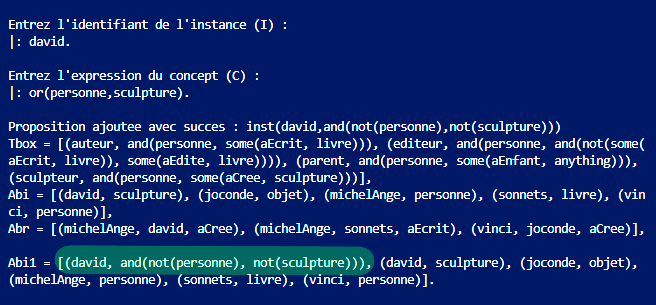 Entrez l'identifiant de l'instance (I) :
|: david.
Entrez l'expression du concept (C) :
|: or(personne,sculpture).
Proposition ajoutee avec succes : inst(david,and(not(personne),not(sculpture)))
Tbox = [(auteur, and(personne, some(aEcrit, livre))), (editeur, and(personne, and(not(some(
aEcrit, livre)), some(aEdite, livre)))), (parent, and(personne, some(aEnfant, anything))),
(sculpteur, and(personne, some(aCree, sculpture)))],
Abi = [(david, sculpture), (joconde, objet), (michelAnge, personne), (sonnets, livre), (vin
ci, personne)],
Abr = [(michelAnge, david, aCree), (michelAnge, sonnets, aEcrit), (vinci, joconde, aCree)],
Abi1 = [(david, and(not(personne), not(sculpture))), (david, sculpture), (joconde, objet),
(michelAnge, personne), (sonnets, livre), (vinci, personne)].